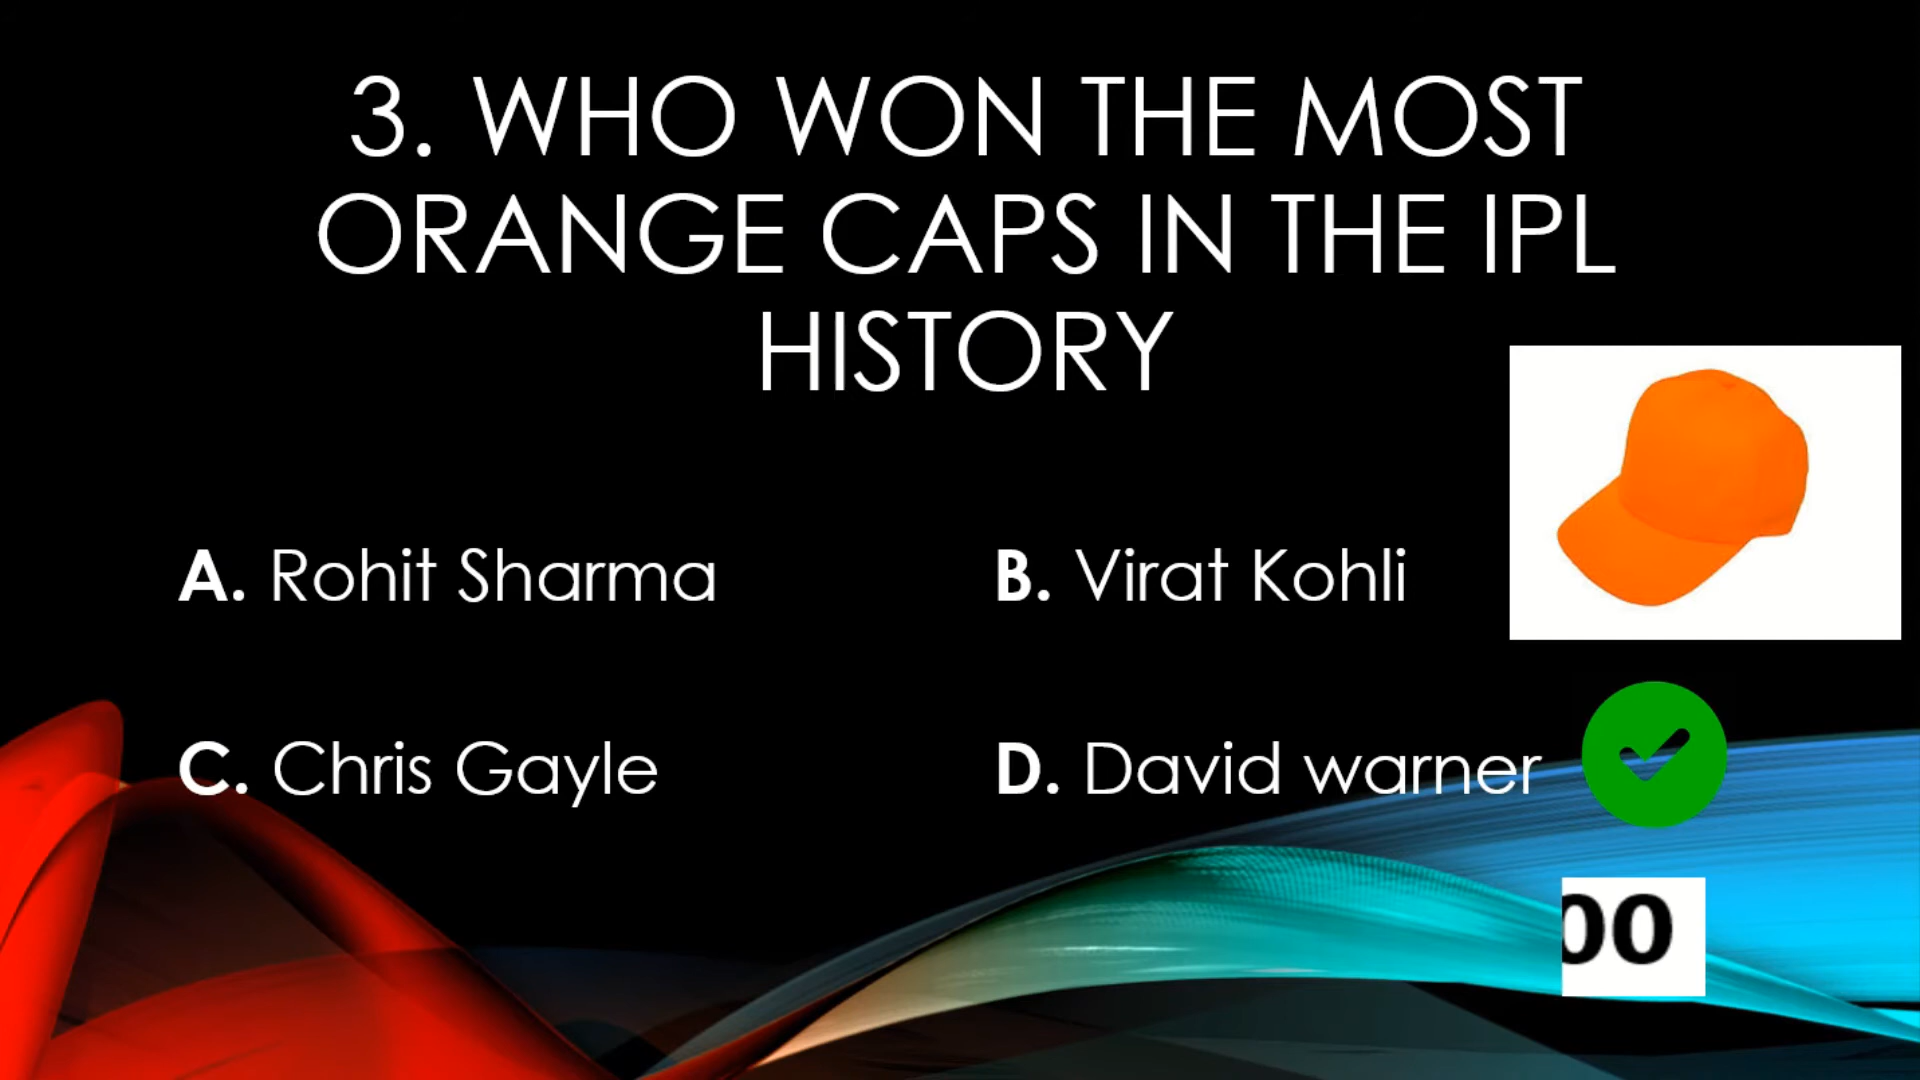 3. WHO WON THE MOST
ORANGE CAPS IN THE IPL
HISTORY
A. Rohit Sharma
B. Virat Kohli
C. Chris Gayle
D. David warner
00